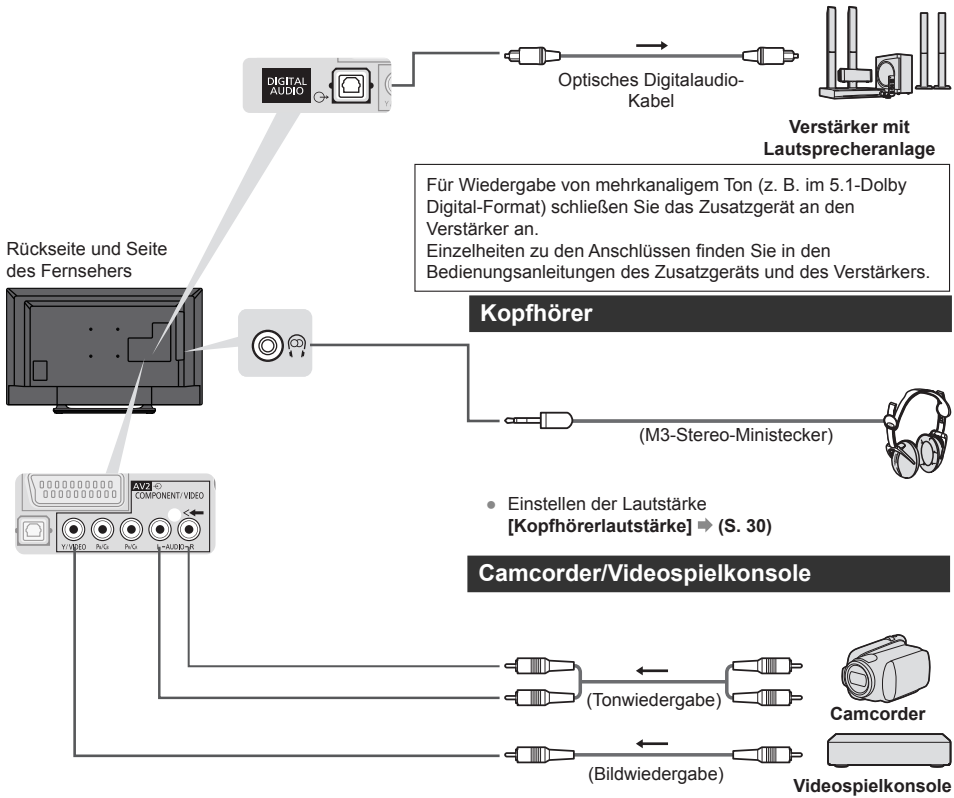 DIGITAL
AUDIO
Optisches Digitalaudio-
Kabel
Verstärker mit
Lautsprecheranlage
Für Wiedergabe von mehrkanaligem Ton (z. B. im 5.1-Dolby
Digital-Format) schließen Sie das Zusatzgerät an den
Verstärker an.
Einzelheiten zu den Anschlüssen finden Sie in den
Bedienungsanleitungen des Zusatzgeräts und des Verstärkers.
Rückseite und Seite
des Fernsehers
Kopfhörer
(M3-Stereo-Ministecker)
● Einstellen der Lautstärke
[Kopfhörerlautstärke] ➡ (S. 30)
AV2
COMPONENT/ VIDEO
Y/ VIDEO PB/CB PR/CR L-AUDIO-R
Camcorder/Videospielkonsole
(Tonwiedergabe)
Camcorder
(Bildwiedergabe)
Videospielkonsole